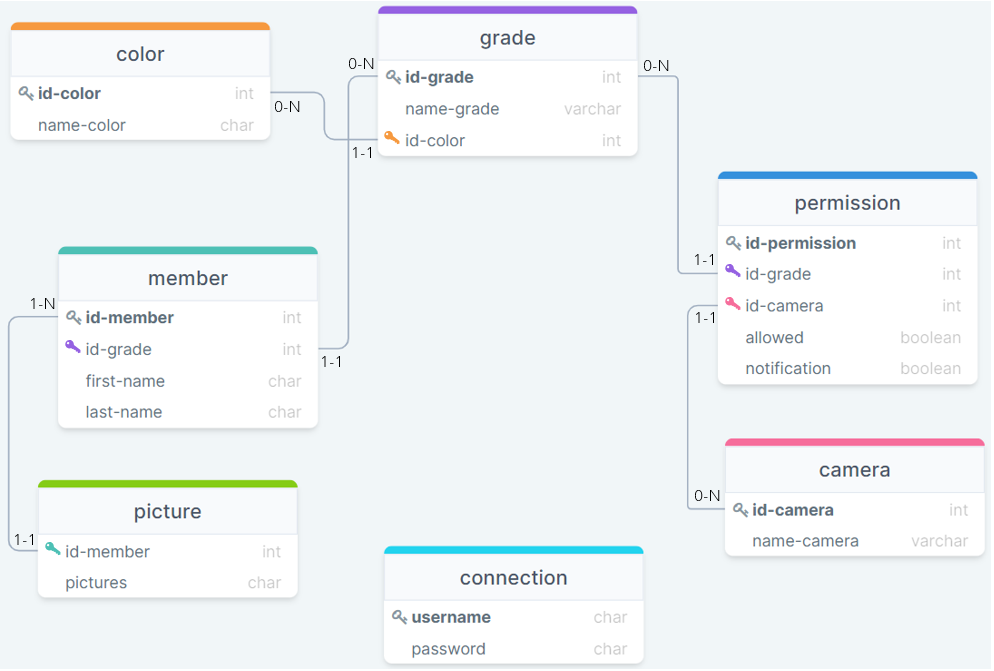 color
id-color int
name-color char
0-N
grade
id-grade int
name-grade varchar
id-color int
0-N
1-1
0-N
permission
id-permission int
id-grade int
id-camera int
allowed boolean
notification boolean
1-1
1-1
member
id-member int
id-grade int
first-name char
last-name char
1-N
1-1
picture
id-member int
pictures char
1-1
connection
username char
password char
camera
id-camera int
name-camera varchar
0-N